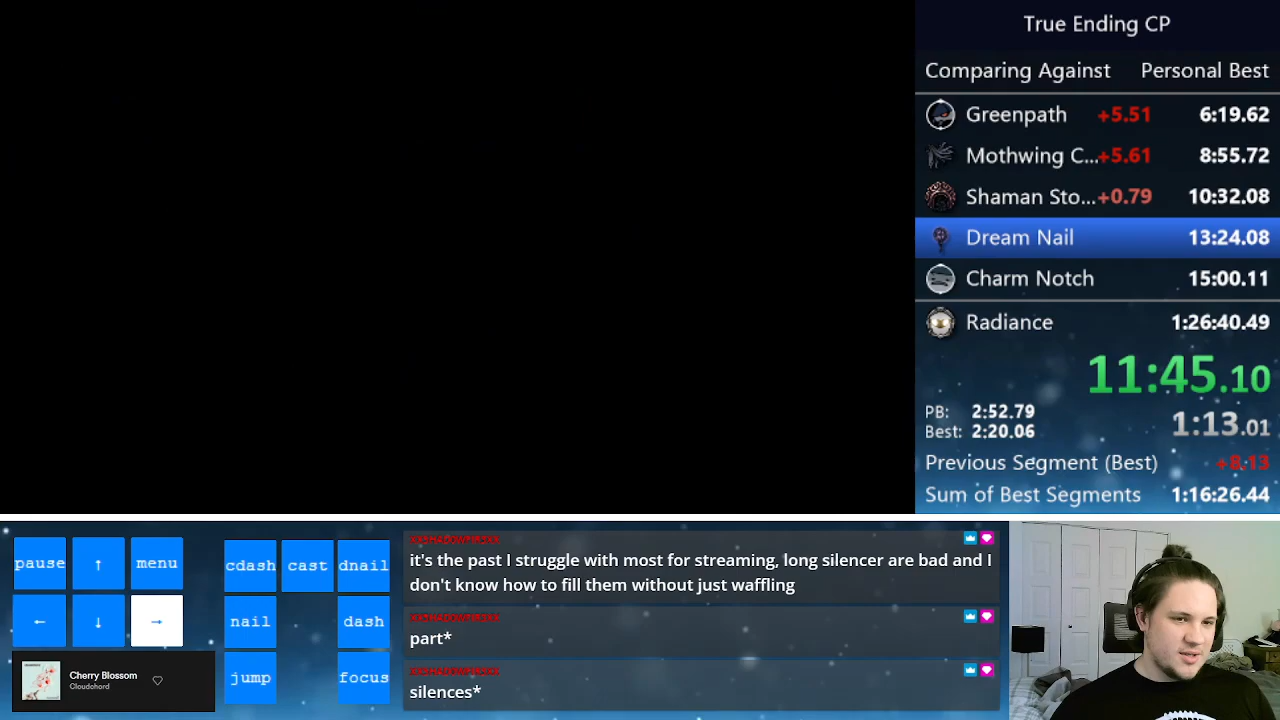 True Ending CP
Comparing Against Personal Best
Greenpath +5.51 6:19.62
Mothwing C... +5.61 8:55.72
Shaman Sto... +0.79 10:32.08
Dream Nail 13:24.08
Charm Notch 15:00.11
Radiance 1:26:40.49
11:45.10
PB: 2:52.79
Best: 2:20.06
1:13.01
Previous Segment (Best) +8.13
Sum of Best Segments 1:16:26.44
pause ↑ menu
← ↓ →
cdash cast dnail
nail dash
jump focus
Cherry Blossom
Cloudchord
it's the past I struggle with most for streaming, long silencer are bad and I
don't know how to fill them without just waffling
part*
silences*